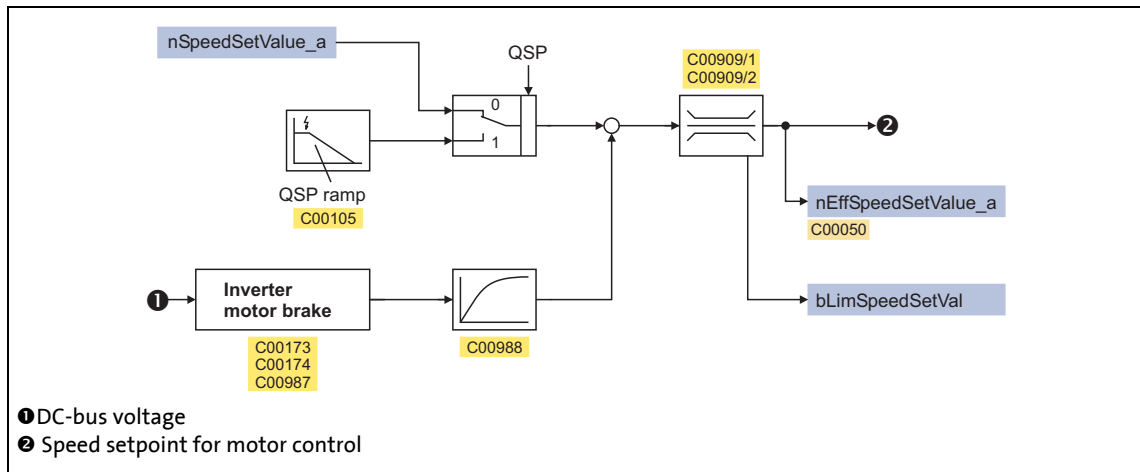 nSpeedSetValue_a
QSP
C00909/1
C00909/2
0
1
❷
QSP ramp
C00105
nEffSpeedSetValue_a
C00050
❶
Inverter
motor brake
bLimSpeedSetVal
C00173
C00174
C00987
C00988
❶DC-bus voltage
❷ Speed setpoint for motor control